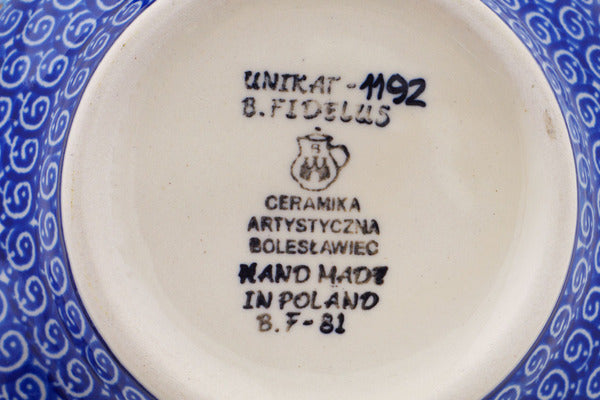 UNIKAT-1192
B. FIDELUS
CERAMIKA
ARTYSTYCZNA
BOLESŁAWIEC
HAND MADE
IN POLAND
B. F-81